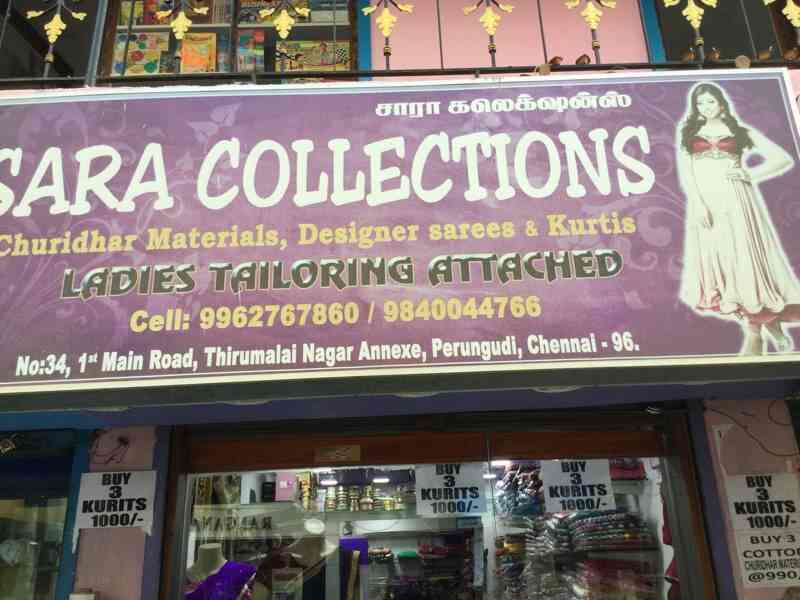 சாரா கலெக்ஷன்ஸ்
SARA COLLECTIONS
Churidhar Materials, Designer sarees & Kurtis
LADIES TAILORING ATTACHED
Cell: 9962767860 / 9840044766
No:34, 1st Main Road, Thirumalai Nagar Annexe, Perungudi, Chennai - 96.
BUY
3
KURITS
1000/-
BUY
3
KURITS
1000/-
BUY
3
KURITS
1000/-
BUY
3
KURITS
1000/-
BUY 3
COTTON
CHURIDHAR
@990